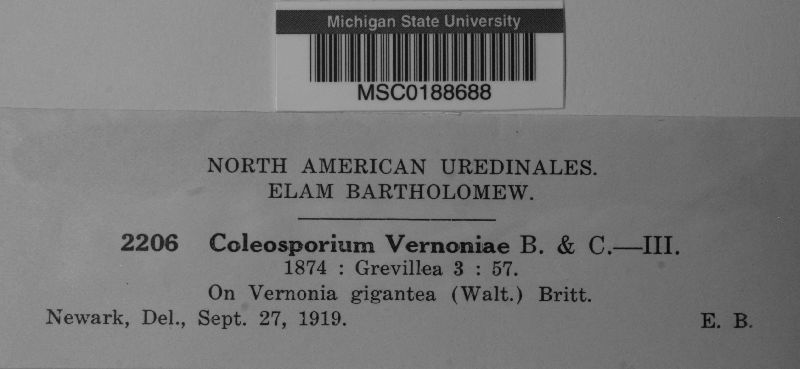 Michigan State University
MSC0188688
NORTH AMERICAN UREDINALES.
ELAM BARTHOLOMEW.
2206 Coleosporium Vernoniae B. & C.—III.
1874 : Grevillea 3 : 57.
On Vernonia gigantea (Walt.) Britt.
Newark, Del., Sept. 27, 1919. E. B.